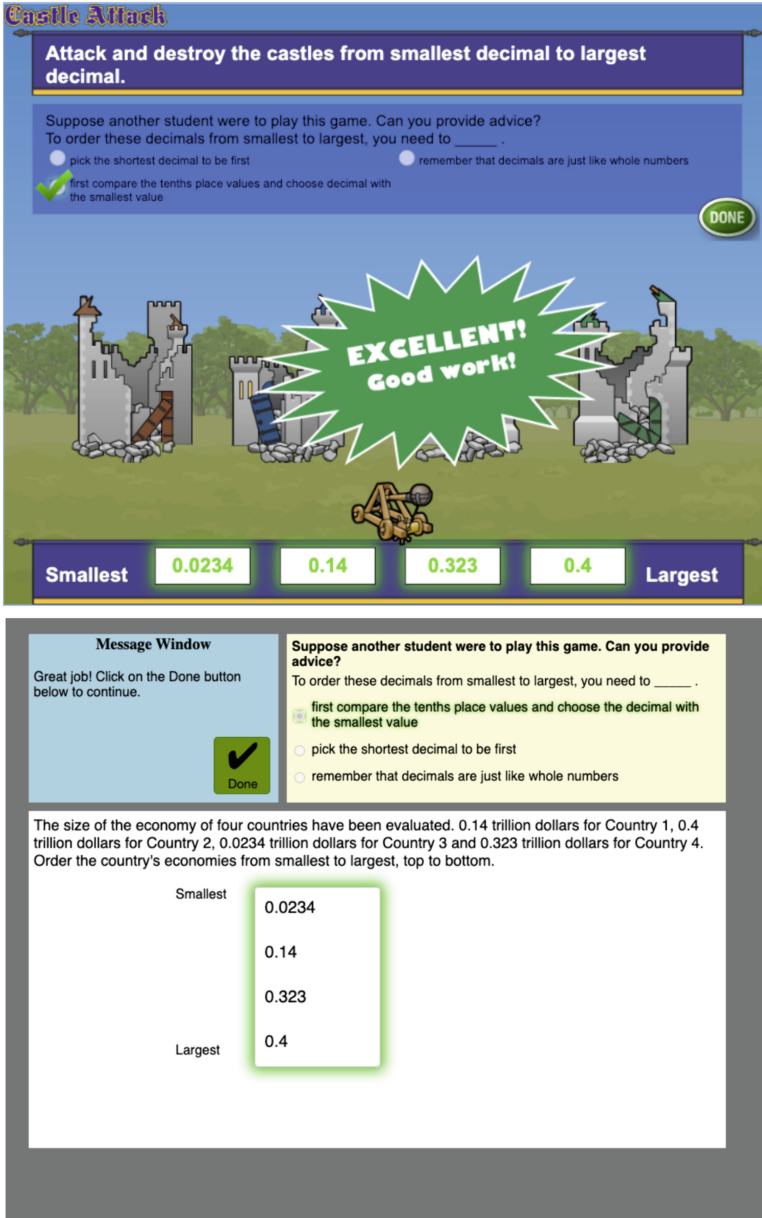 Castle Attack
Attack and destroy the castles from smallest decimal to largest
decimal.
Suppose another student were to play this game. Can you provide advice?
To order these decimals from smallest to largest, you need to _____ .
pick the shortest decimal to be first
remember that decimals are just like whole numbers
first compare the tenths place values and choose decimal with
the smallest value
DONE
EXCELLENT!
Good work!
Smallest
0.0234
0.14
0.323
0.4
Largest
Message Window
Great job! Click on the Done button
below to continue.
Done
Suppose another student were to play this game. Can you provide
advice?
To order these decimals from smallest to largest, you need to _____ .
first compare the tenths place values and choose the decimal with
the smallest value
pick the shortest decimal to be first
remember that decimals are just like whole numbers
The size of the economy of four countries have been evaluated. 0.14 trillion dollars for Country 1, 0.4
trillion dollars for Country 2, 0.0234 trillion dollars for Country 3 and 0.323 trillion dollars for Country 4.
Order the country's economies from smallest to largest, top to bottom.
Smallest
0.0234
0.14
0.323
0.4
Largest